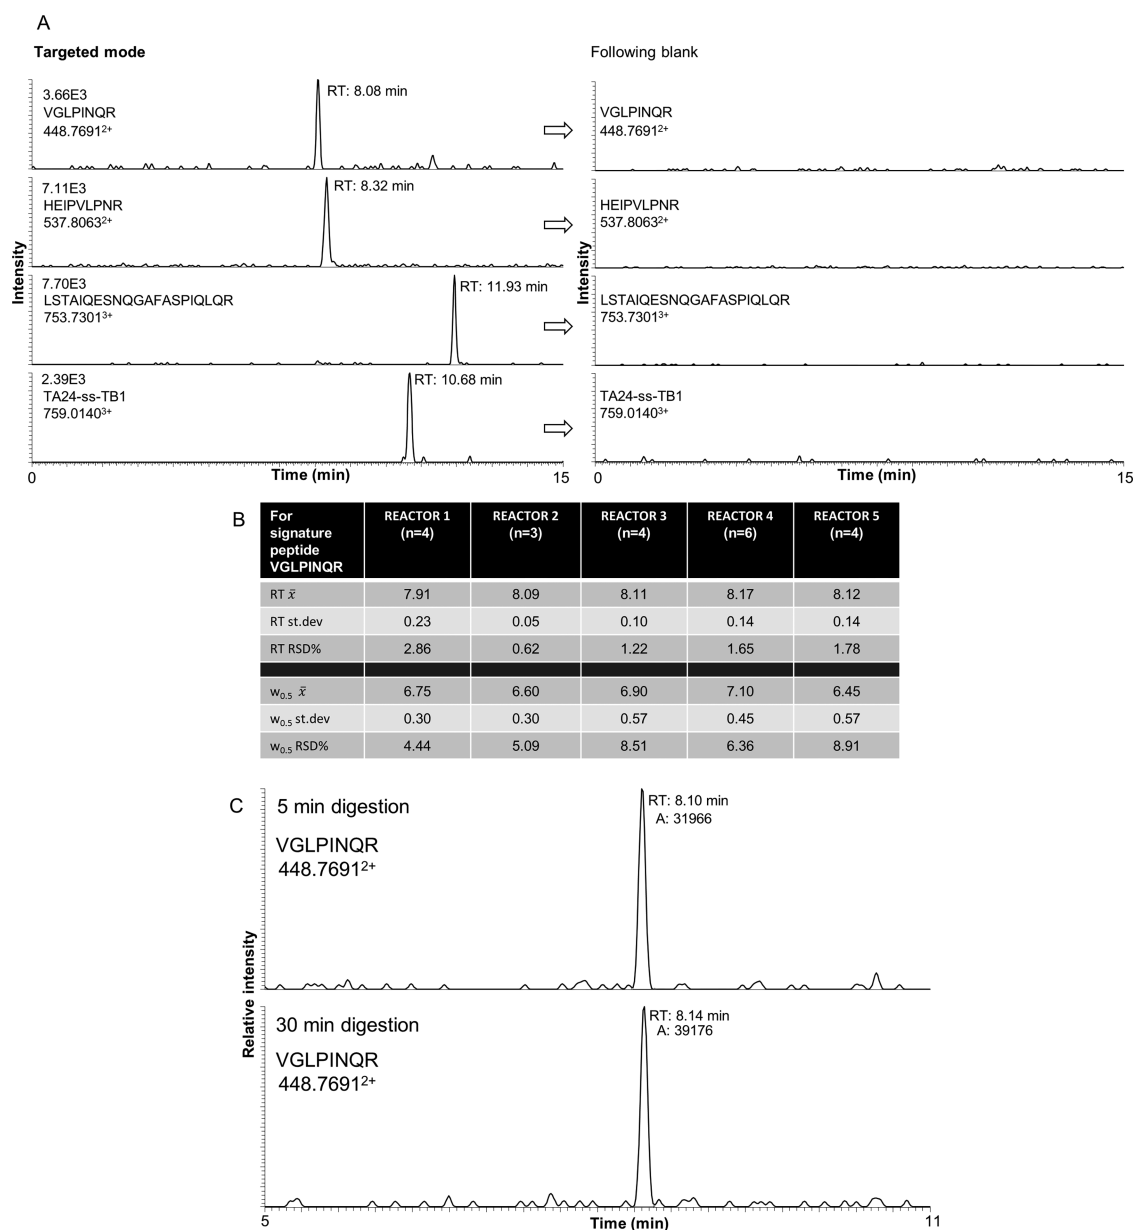 A
Targeted mode
Following blank
3.66E3
VGLPINQR
448.7691²⁺
RT: 8.08 min
VGLPINQR
448.7691²⁺
7.11E3
HEIPVLPNR
537.8063²⁺
RT: 8.32 min
HEIPVLPNR
537.8063²⁺
Intensity
Intensity
7.70E3
LSTAIQESNQGAFASPIQLQR
753.7301³⁺
RT: 11.93 min
LSTAIQESNQGAFASPIQLQR
753.7301³⁺
2.39E3
TA24-ss-TB1
759.0140³⁺
RT: 10.68 min
TA24-ss-TB1
759.0140³⁺
0 Time (min) 15
0 Time (min) 15
B
For signature peptide VGLPINQR REACTOR 1 (n=4) REACTOR 2 (n=3) REACTOR 3 (n=4) REACTOR 4 (n=6) REACTOR 5 (n=4)
RT x̄ 7.91 8.09 8.11 8.17 8.12
RT st.dev 0.23 0.05 0.10 0.14 0.14
RT RSD% 2.86 0.62 1.22 1.65 1.78
w₀.₅ x̄ 6.75 6.60 6.90 7.10 6.45
w₀.₅ st.dev 0.30 0.30 0.57 0.45 0.57
w₀.₅ RSD% 4.44 5.09 8.51 6.36 8.91
C
5 min digestion
VGLPINQR
448.7691²⁺
RT: 8.10 min
A: 31966
Relative intensity
30 min digestion
VGLPINQR
448.7691²⁺
RT: 8.14 min
A: 39176
5 Time (min) 11